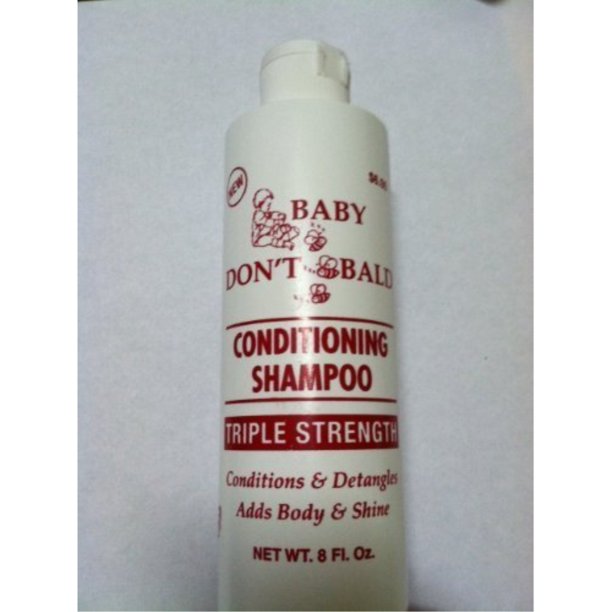 NEW
BABY
DON'T BALD
CONDITIONING
SHAMPOO
TRIPLE STRENGTH
Conditions & Detangles
Adds Body & Shine
NET WT. 8 Fl. Oz.